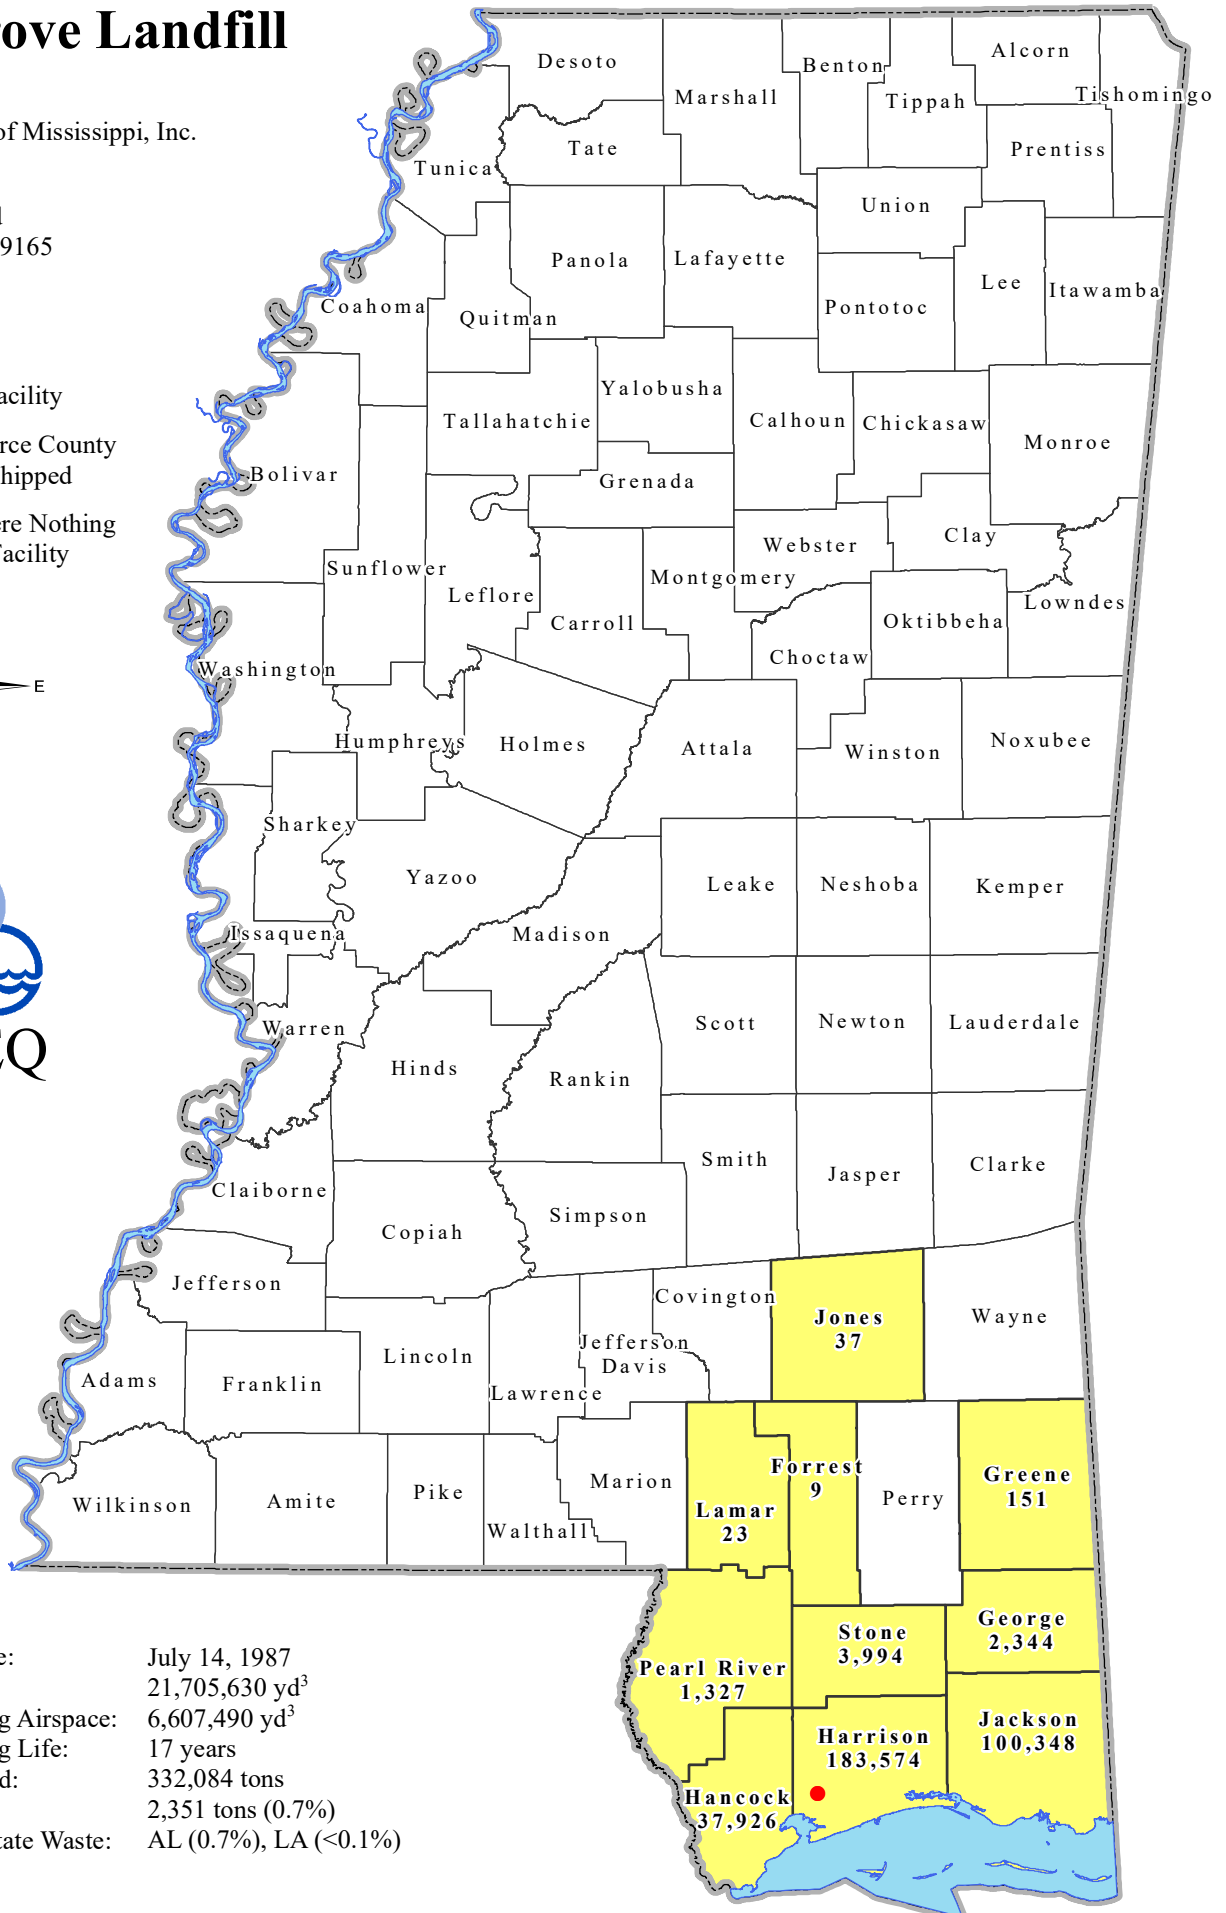 ove Landfill
of Mississippi, Inc.
9165
acility
rce County
hipped
ere Nothing
acility
E
CQ
Desoto
Marshall
Benton
Tippah
Alcorn
Tishomingo
Tunica
Tate
Prentiss
Union
Panola
Lafayette
Pontotoc
Lee
Itawamba
Coahoma
Quitman
Yalobusha
Tallahatchie
Calhoun
Chickasaw
Monroe
Bolivar
Grenada
Sunflower
Leflore
Carroll
Montgomery
Webster
Clay
Lowndes
Oktibbeha
Choctaw
Washington
Humphreys
Holmes
Attala
Winston
Noxubee
Sharkey
Yazoo
Leake
Neshoba
Kemper
Issaquena
Madison
Warren
Hinds
Rankin
Scott
Newton
Lauderdale
Smith
Jasper
Clarke
Claiborne
Copiah
Simpson
Jefferson
Covington
Jones
37
Wayne
Adams
Franklin
Lincoln
Lawrence
Jefferson
Davis
Wilkinson
Amite
Pike
Walthall
Marion
Lamar
23
Forrest
9
Perry
Greene
151
Pearl River
1,327
Stone
3,994
George
2,344
Hancock
37,926
Harrison
183,574
Jackson
100,348
e: July 14, 1987
21,705,630 yd³
g Airspace: 6,607,490 yd³
g Life: 17 years
d: 332,084 tons
2,351 tons (0.7%)
tate Waste: AL (0.7%), LA (<0.1%)